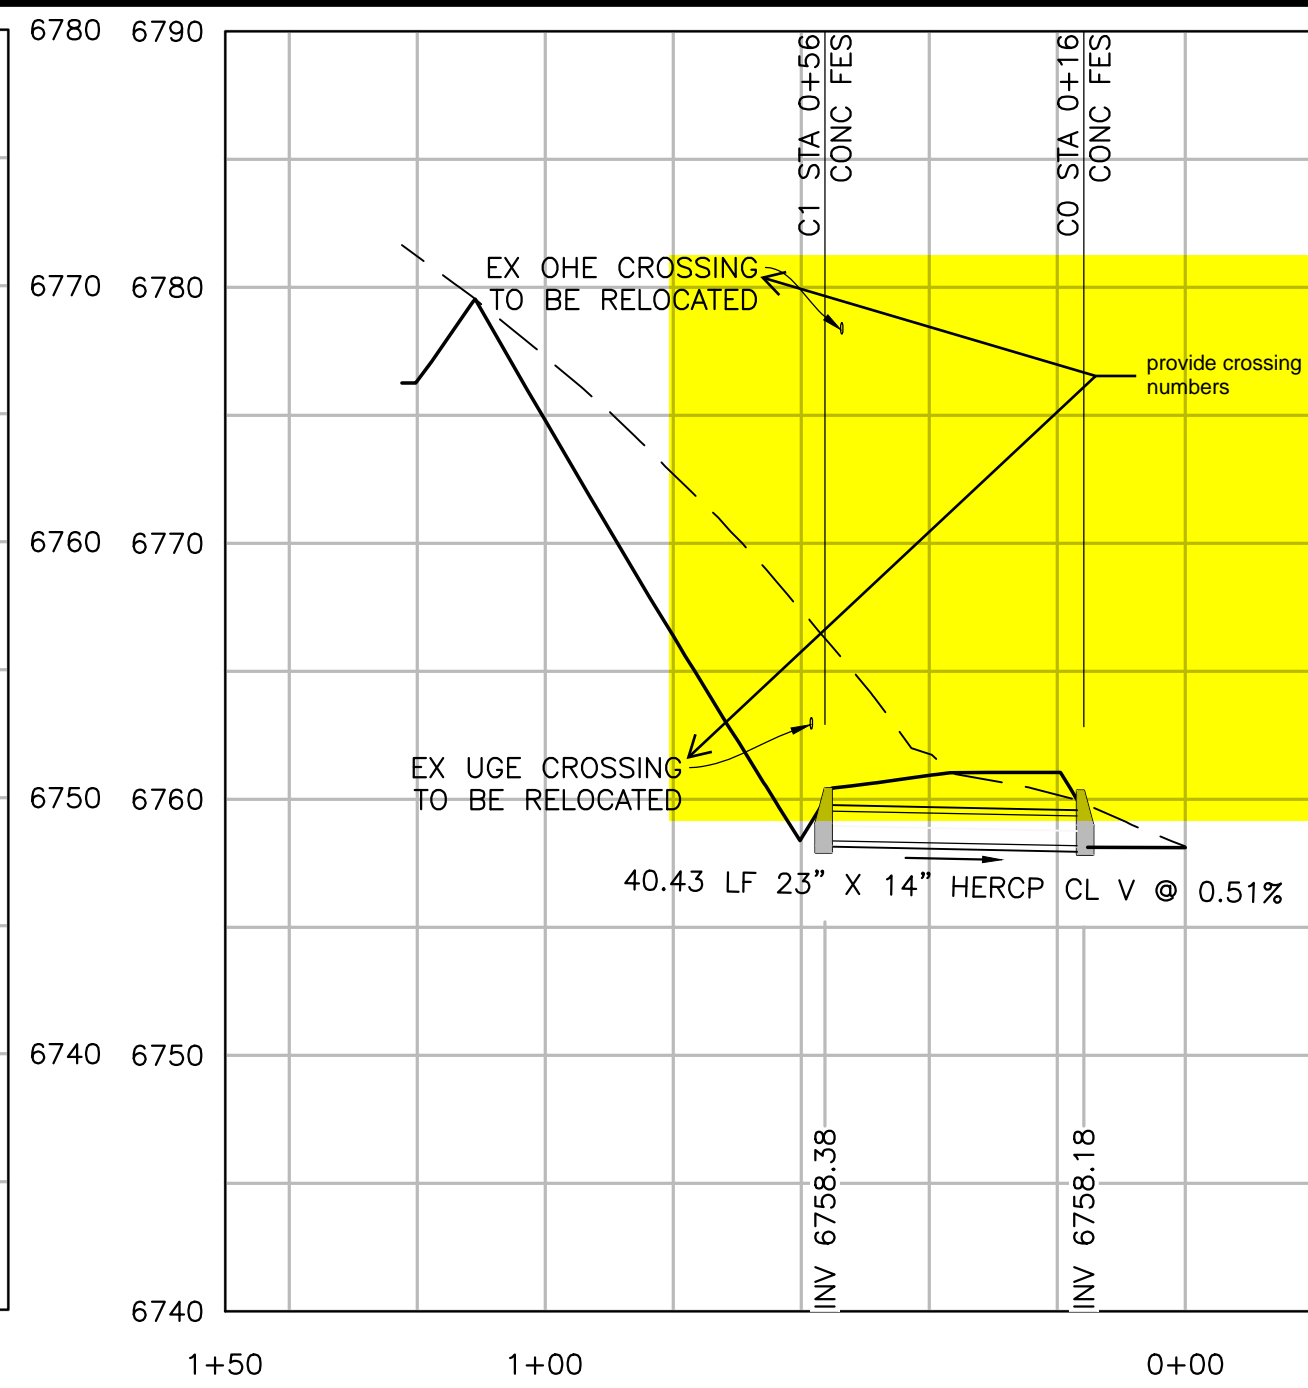 6780
6770
6760
6750
6740
6790
6780
6770
6760
6750
6740
C1 STA 0+56
CONC FES
C0 STA 0+16
CONC FES
EX OHE CROSSING
TO BE RELOCATED
provide crossing
numbers
EX UGE CROSSING
TO BE RELOCATED
40.43 LF 23” X 14” HERCP CL V @ 0.51%
INV 6758.38
INV 6758.18
1+50
1+00
0+00